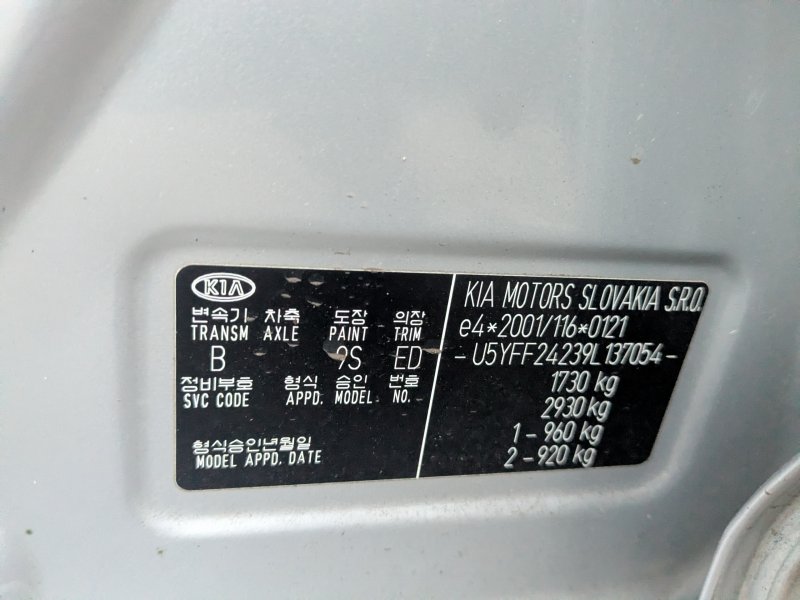 KIA
변속기 차축 도장 의장
TRANSM AXLE PAINT TRIM
B 9S ED
정비부호 형식 승인 번호
SVC CODE APPD. MODEL NO.
형식승인년월일
MODEL APPD. DATE
KIA MOTORS SLOVAKIA S.R.O.
e4*2001/116*0121
- U5YFF24239L137054 -
1730 kg
2930 kg
1 - 960 kg
2 - 920 kg